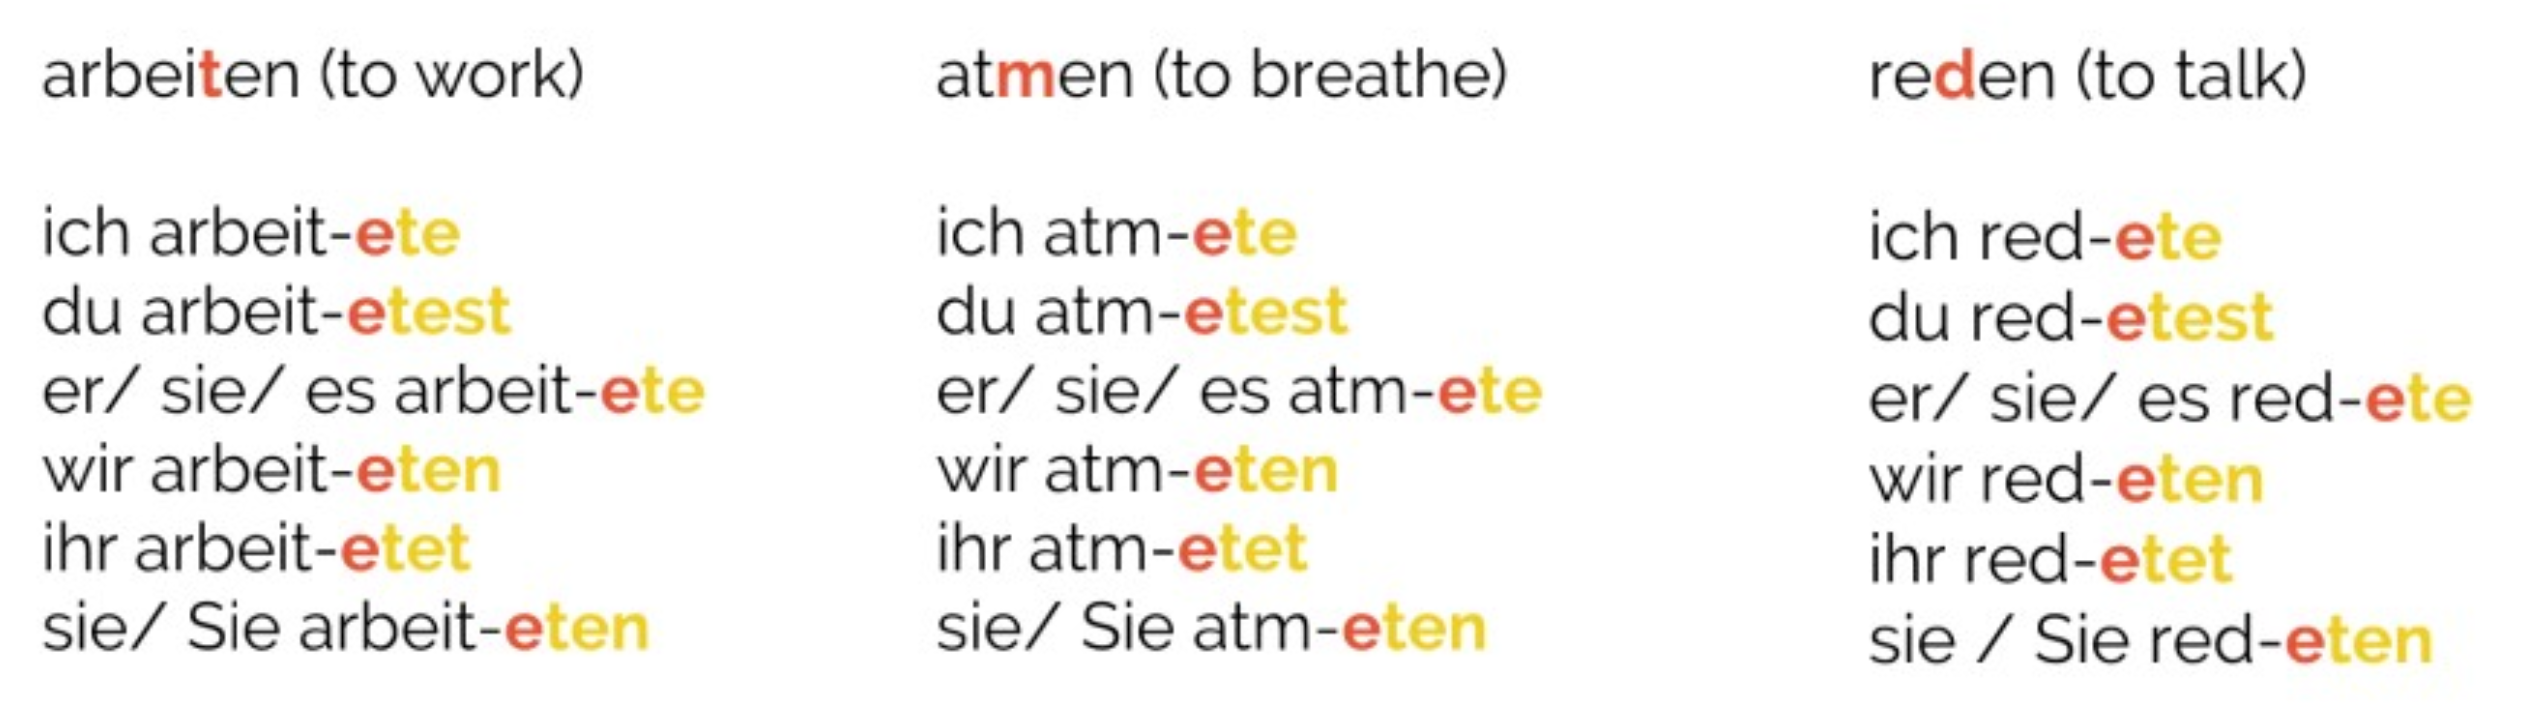 arbeiten (to work)
ich arbeit-ete
du arbeit-etest
er/ sie/ es arbeit-ete
wir arbeit-eten
ihr arbeit-etet
sie/ Sie arbeit-eten
atmen (to breathe)
ich atm-ete
du atm-etest
er/ sie/ es atm-ete
wir atm-eten
ihr atm-etet
sie/ Sie atm-eten
reden (to talk)
ich red-ete
du red-etest
er/ sie/ es red-ete
wir red-eten
ihr red-etet
sie / Sie red-eten